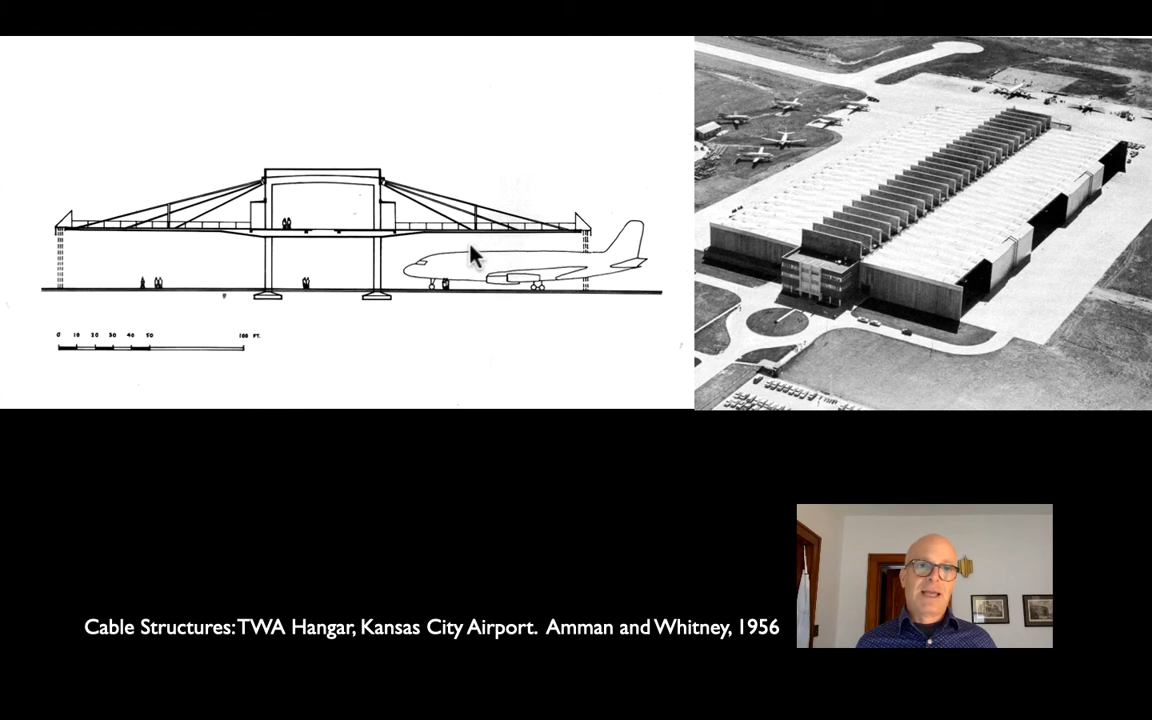 0 10 20 30 40 50 100 FT.
Cable Structures: TWA Hangar, Kansas City Airport. Amman and Whitney, 1956